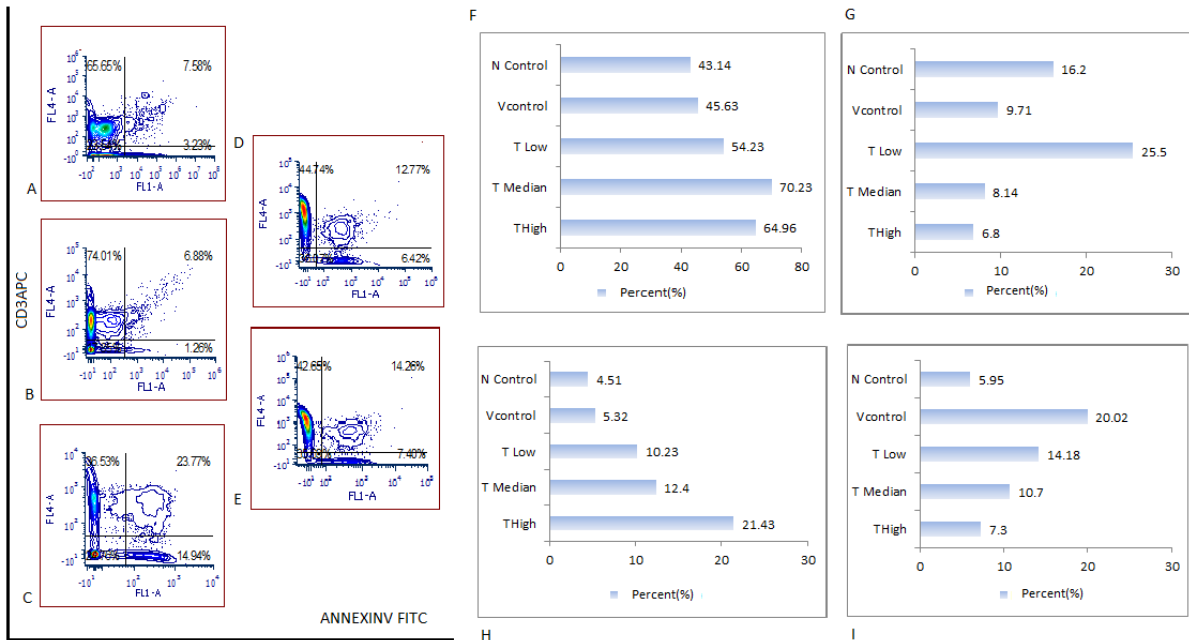 F
G
65.65% 7.58%
3.23%
FL4-A
FL1-A
A
74.01% 6.88%
1.26%
FL4-A
FL1-A
B
CD3APC
23.77%
14.94%
FL4-A
FL1-A
C
D
44.74% 12.77%
6.42%
FL4-A
FL1-A
42.65% 14.26%
7.40%
FL4-A
FL1-A
E
ANNEXINV FITC
N Control 43.14
Vcontrol 45.63
T Low 54.23
T Median 70.23
THigh 64.96
0 20 40 60 80
Percent(%)
N Control 16.2
Vcontrol 9.71
T Low 25.5
T Median 8.14
THigh 6.8
0 10 20 30
Percent(%)
N Control 4.51
Vcontrol 5.32
T Low 10.23
T Median 12.4
THigh 21.43
0 10 20 30
Percent(%)
H
N Control 5.95
Vcontrol 20.02
T Low 14.18
T Median 10.7
THigh 7.3
0 10 20 30
Percent(%)
I